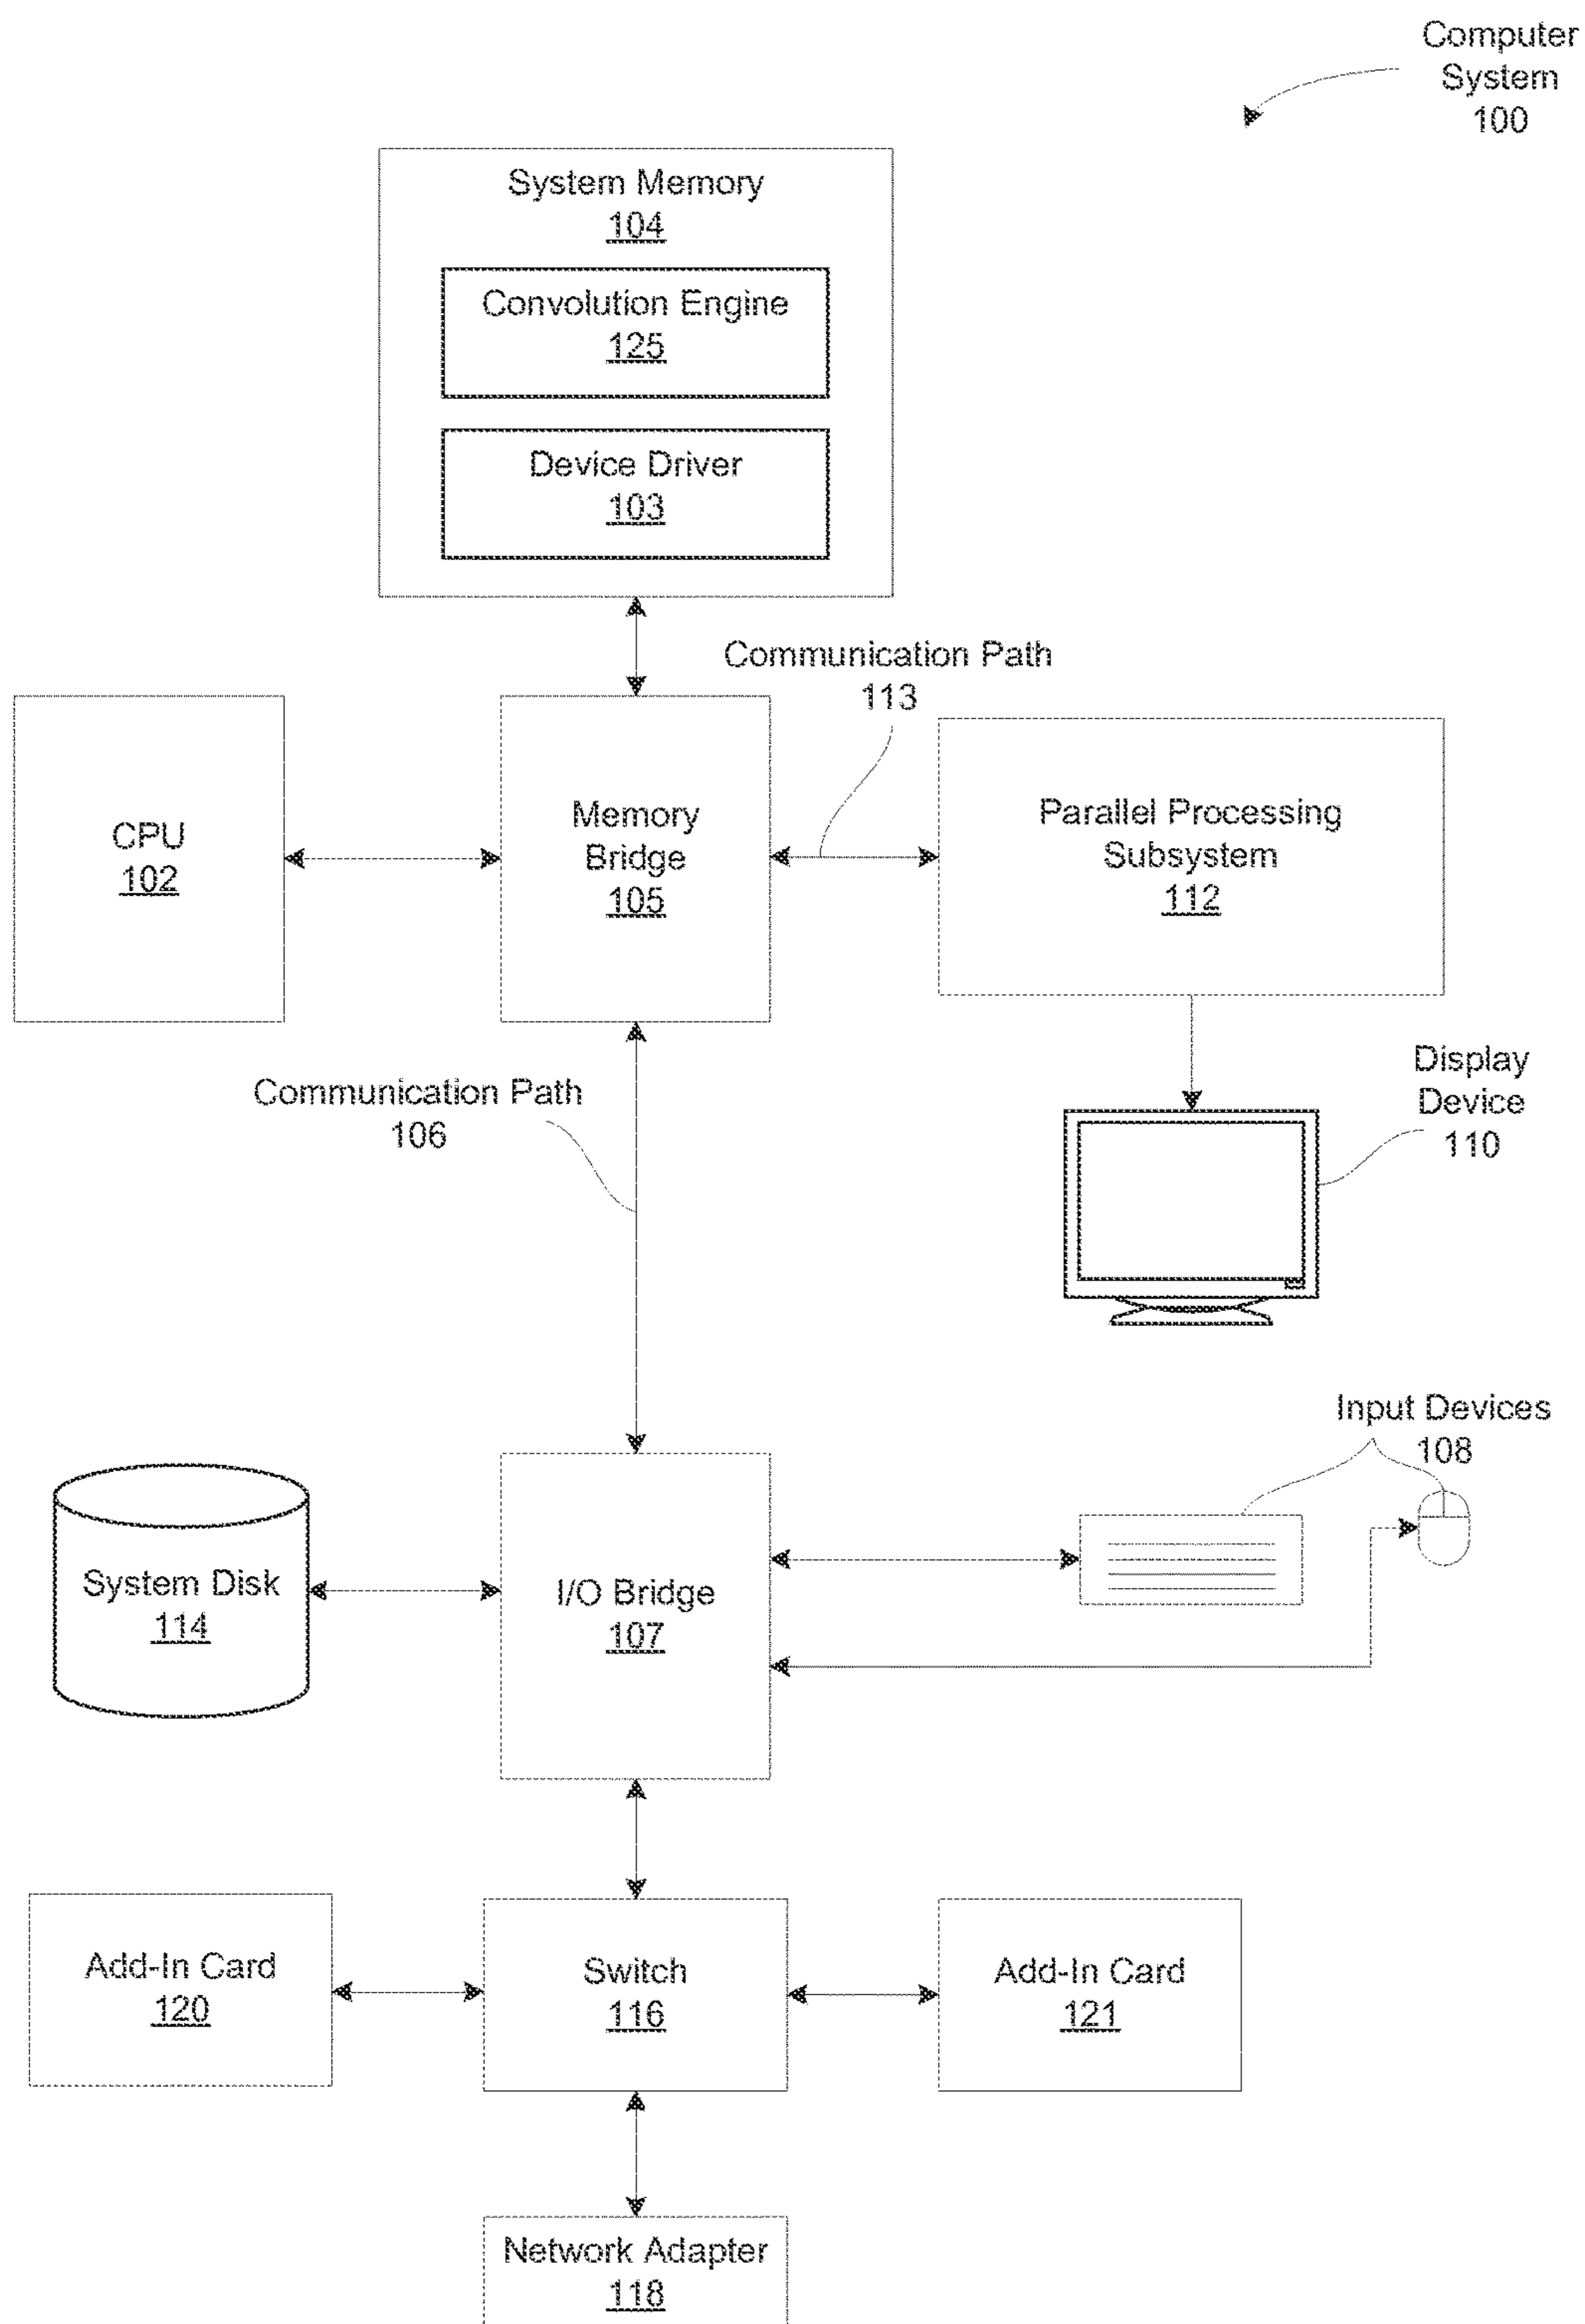 Computer
System
100
System Memory
104
Convolution Engine
125
Device Driver
103
Communication Path
113
CPU
102
Memory
Bridge
105
Parallel Processing
Subsystem
112
Communication Path
106
Display
Device
110
Input Devices
108
System Disk
114
I/O Bridge
107
Add-In Card
120
Switch
116
Add-In Card
121
Network Adapter
118